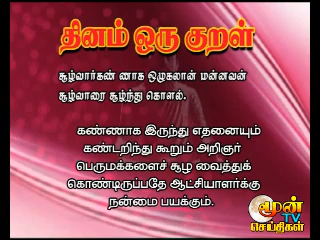 தினம் ஒரு குறள்
சூழ்வார்கண் ணாக ஒழுகலான் மன்னவன்
சூழ்வாரை சூழ்ந்து கொளல்.
கண்ணாக இருந்து எதனையும்
கண்டறிந்து கூறும் அறிஞர்
பெருமக்களைச் சூழ வைத்துக்
கொண்டிருப்பதே ஆட்சியாளர்க்கு
நன்மை பயக்கும்.
மூன்
TV
செய்திகள்